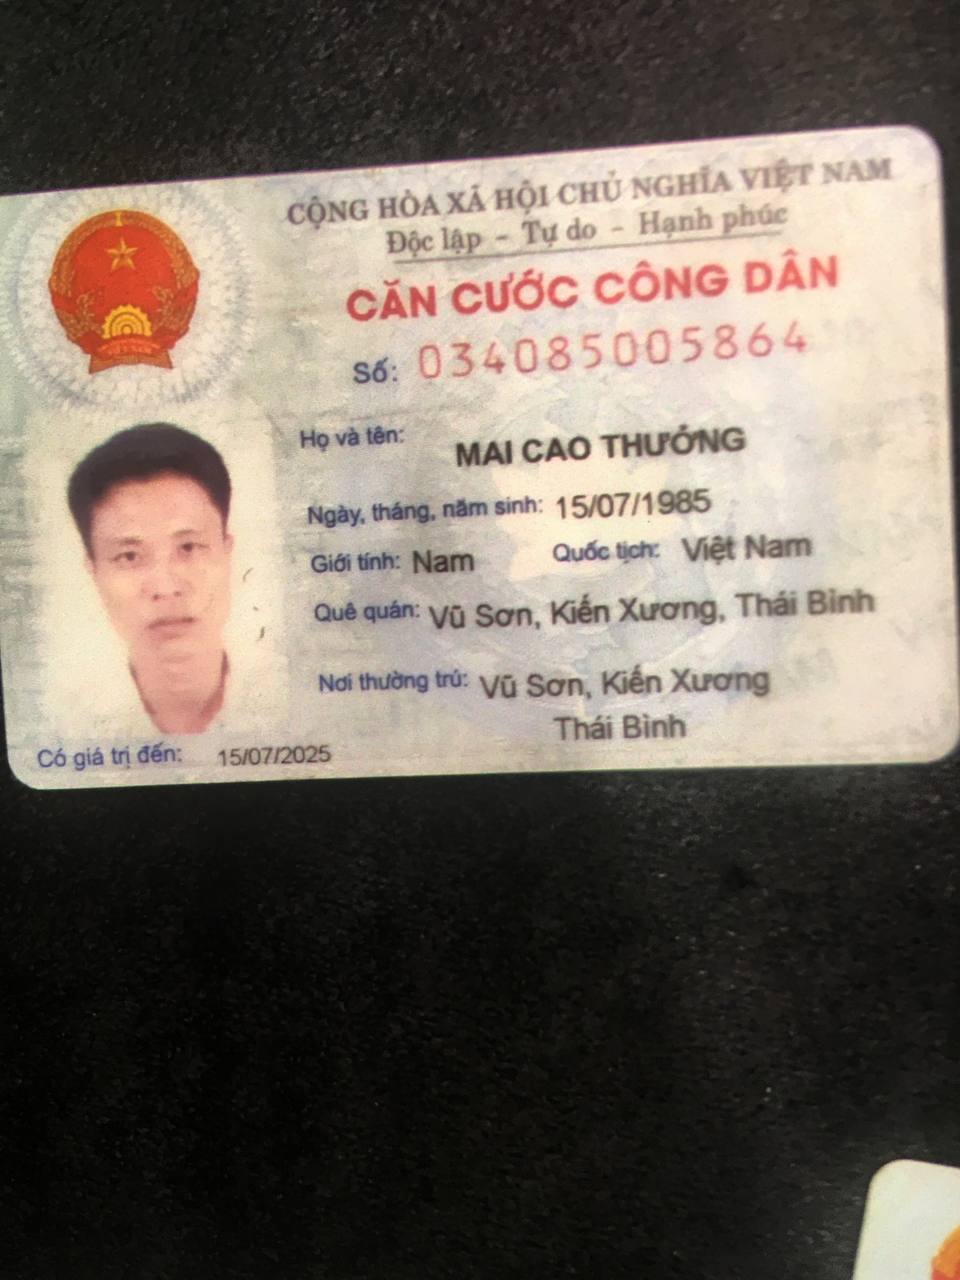 CỘNG HÒA XÃ HỘI CHỦ NGHĨA VIỆT NAM
Độc lập - Tự do - Hạnh phúc
CĂN CƯỚC CÔNG DÂN
Số: 034085005864
Họ và tên: MAI CAO THƯỚNG
Ngày, tháng, năm sinh: 15/07/1985
Giới tính: Nam Quốc tịch: Việt Nam
Quê quán: Vũ Sơn, Kiến Xương, Thái Bình
Nơi thường trú: Vũ Sơn, Kiến Xương
Thái Bình
Có giá trị đến: 15/07/2025